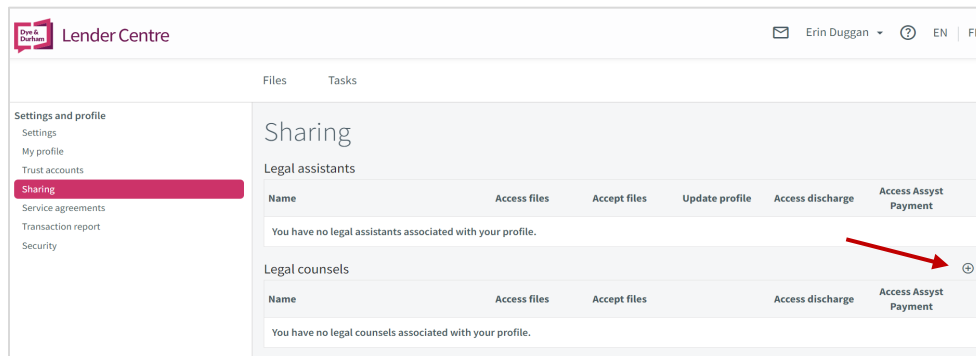 Dye &
Durham
Lender Centre
Erin Duggan
?
EN
Files Tasks
Settings and profile
Settings
My profile
Trust accounts
Sharing
Service agreements
Transaction report
Security
Sharing
Legal assistants
Name Access files Accept files Update profile Access discharge Access Assyst
Payment
You have no legal assistants associated with your profile.
Legal counsels
Name Access files Accept files Access discharge Access Assyst
Payment
You have no legal counsels associated with your profile.